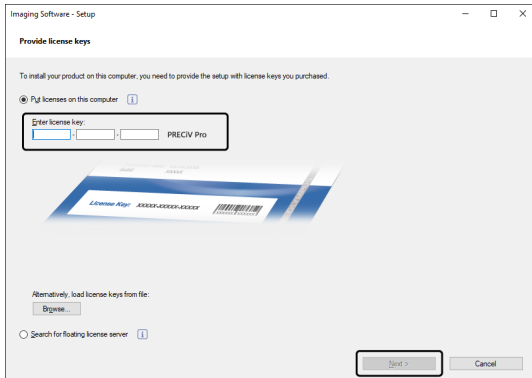 Imaging Software - Setup
Provide license keys
To install your product on this computer, you need to provide the setup with license keys you purchased.
Put licenses on this computer
Enter license key:
- - PRECiV Pro
License Key: XXXXX-XXXXX-XXXXX
Alternatively, load license keys from file:
Browse...
Search for floating license server
Next >
Cancel